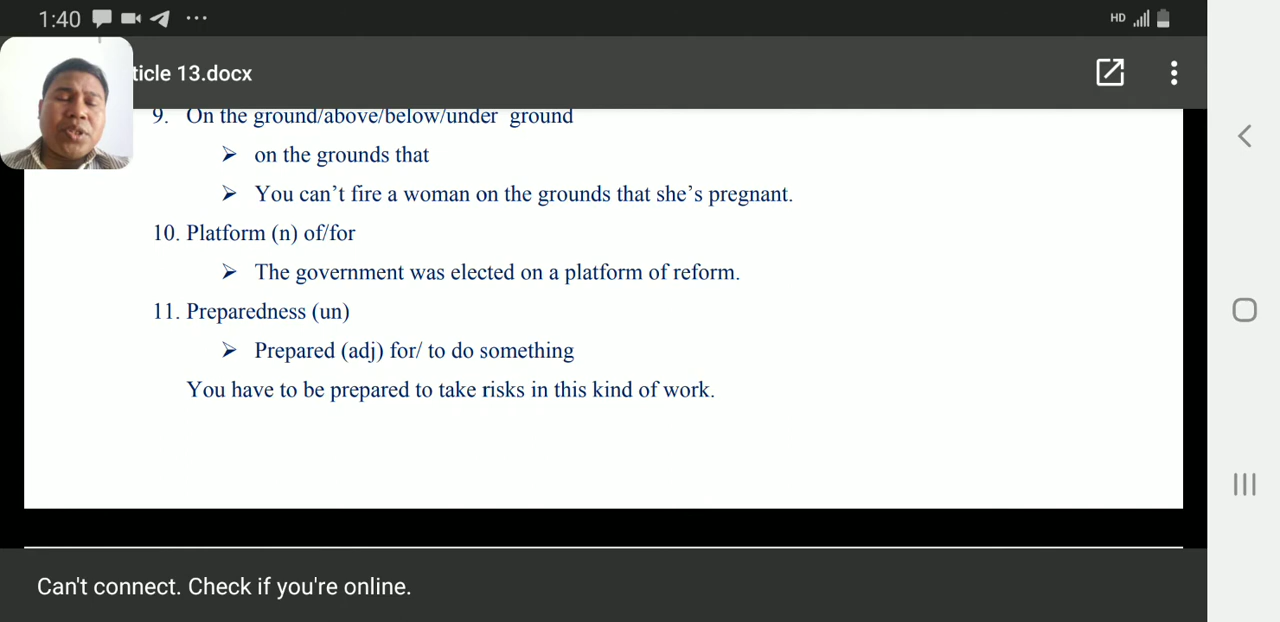 1:40
HD
ticle 13.docx
9. On the ground/above/below/under ground
➢ on the grounds that
➢ You can't fire a woman on the grounds that she's pregnant.
10. Platform (n) of/for
➢ The government was elected on a platform of reform.
11. Preparedness (un)
➢ Prepared (adj) for/ to do something
You have to be prepared to take risks in this kind of work.
Can't connect. Check if you're online.